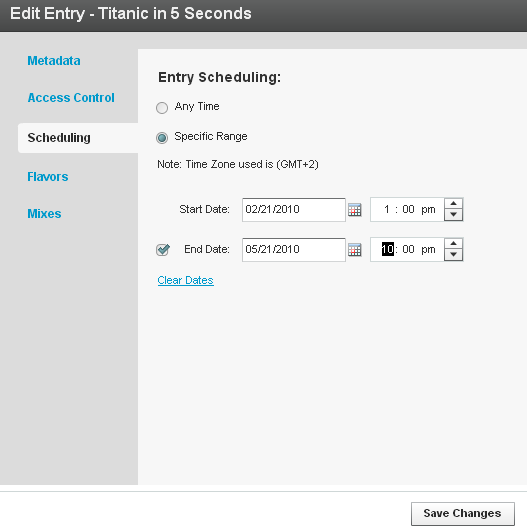 Edit Entry - Titanic in 5 Seconds
Metadata
Access Control
Scheduling
Flavors
Mixes
Entry Scheduling:
Any Time
Specific Range
Note: Time Zone used is (GMT+2)
Start Date: 02/21/2010 1 : 00 pm
End Date: 05/21/2010 10 : 00 pm
Clear Dates
Save Changes